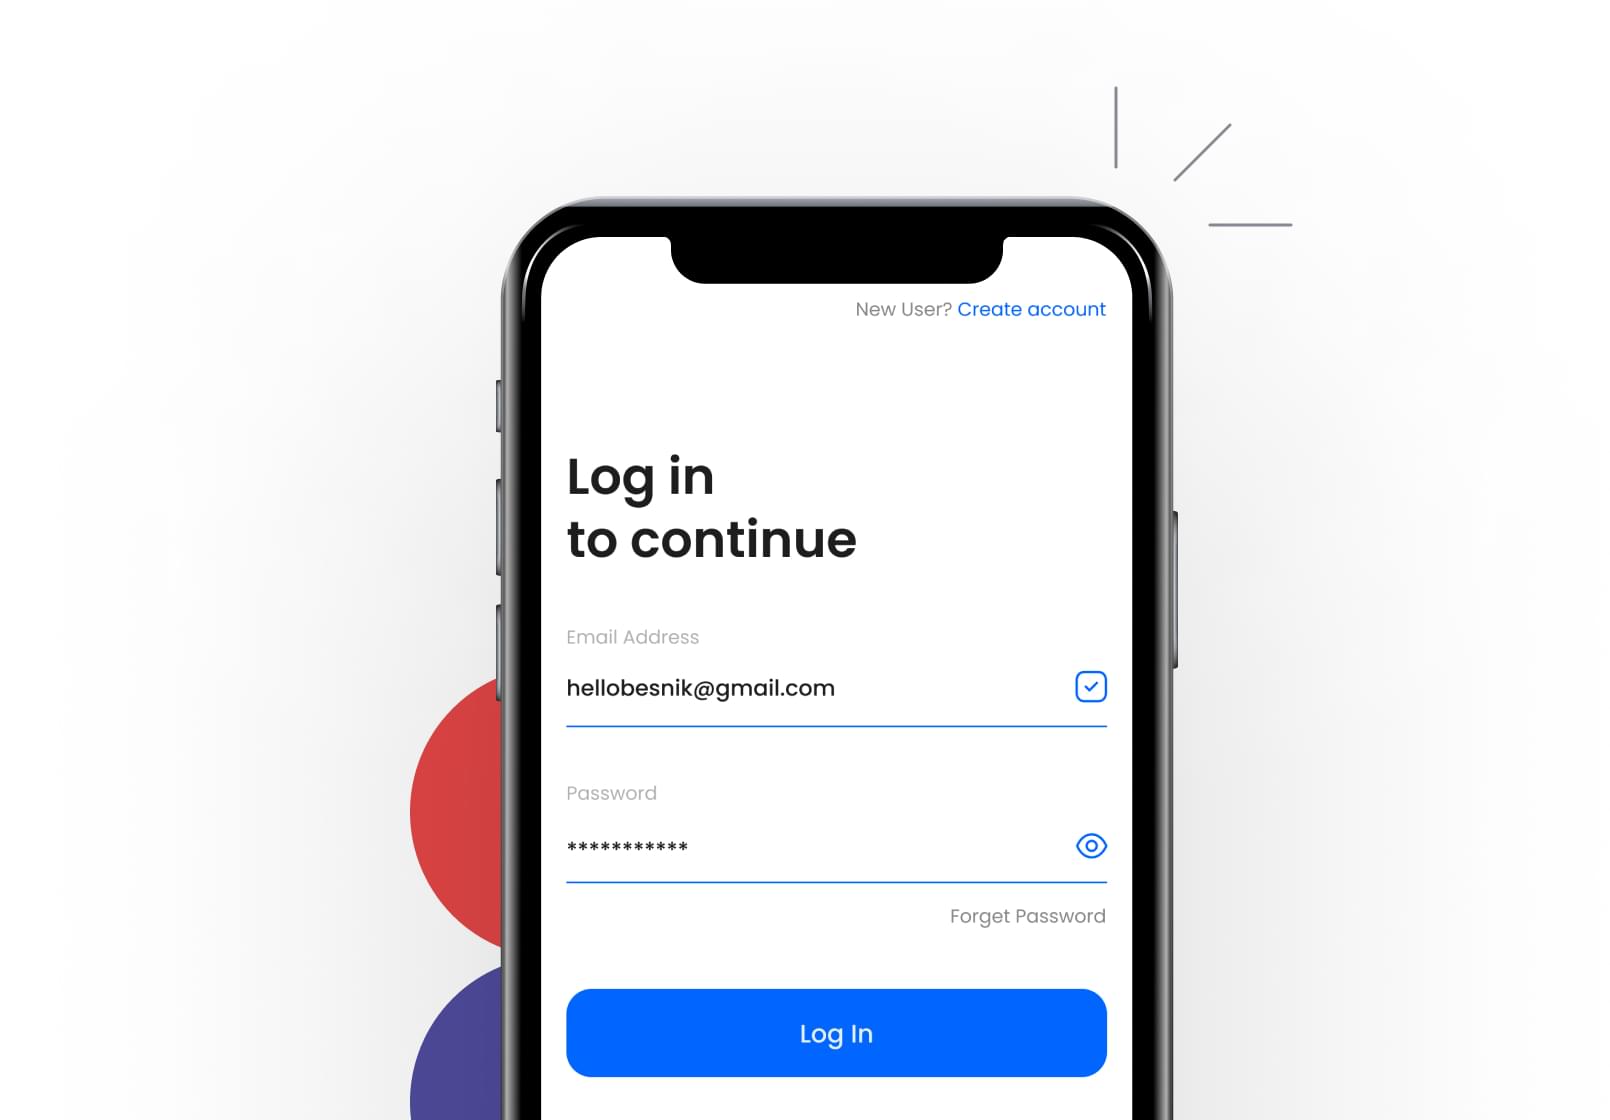 New User? Create account
Log in
to continue
Email Address
hellobesnik@gmail.com
Password
***********
Forget Password
Log In